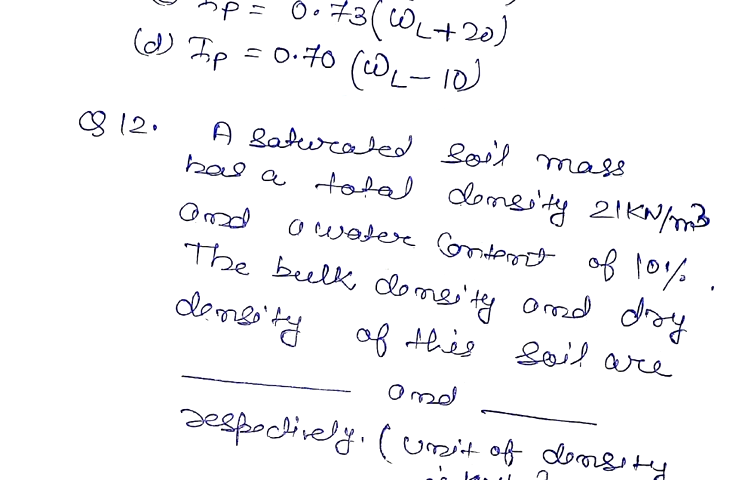 Ip = 0.73(ωL+20)
(d) Ip = 0.70 (ωL-10)
Q 12. A saturated soil mass
has a total density 21KN/m³
and a water content of 10%.
The bulk density and dry
density of this soil are
________ and ________
respectively. (unit of density